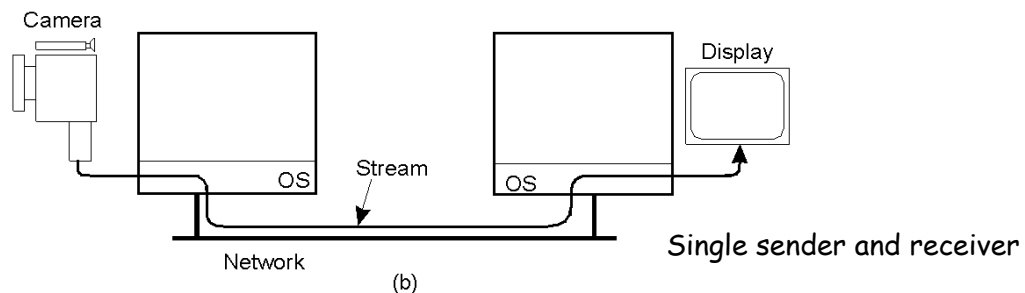 Camera
Display
OS
Stream
OS
Single sender and receiver
Network
(b)